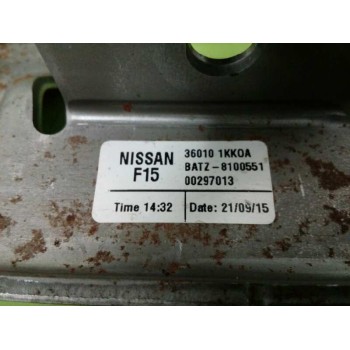 NISSAN 36010 1KK0A
F15 BATZ-8100551
00297013
Time 14:32 Date: 21/09/15